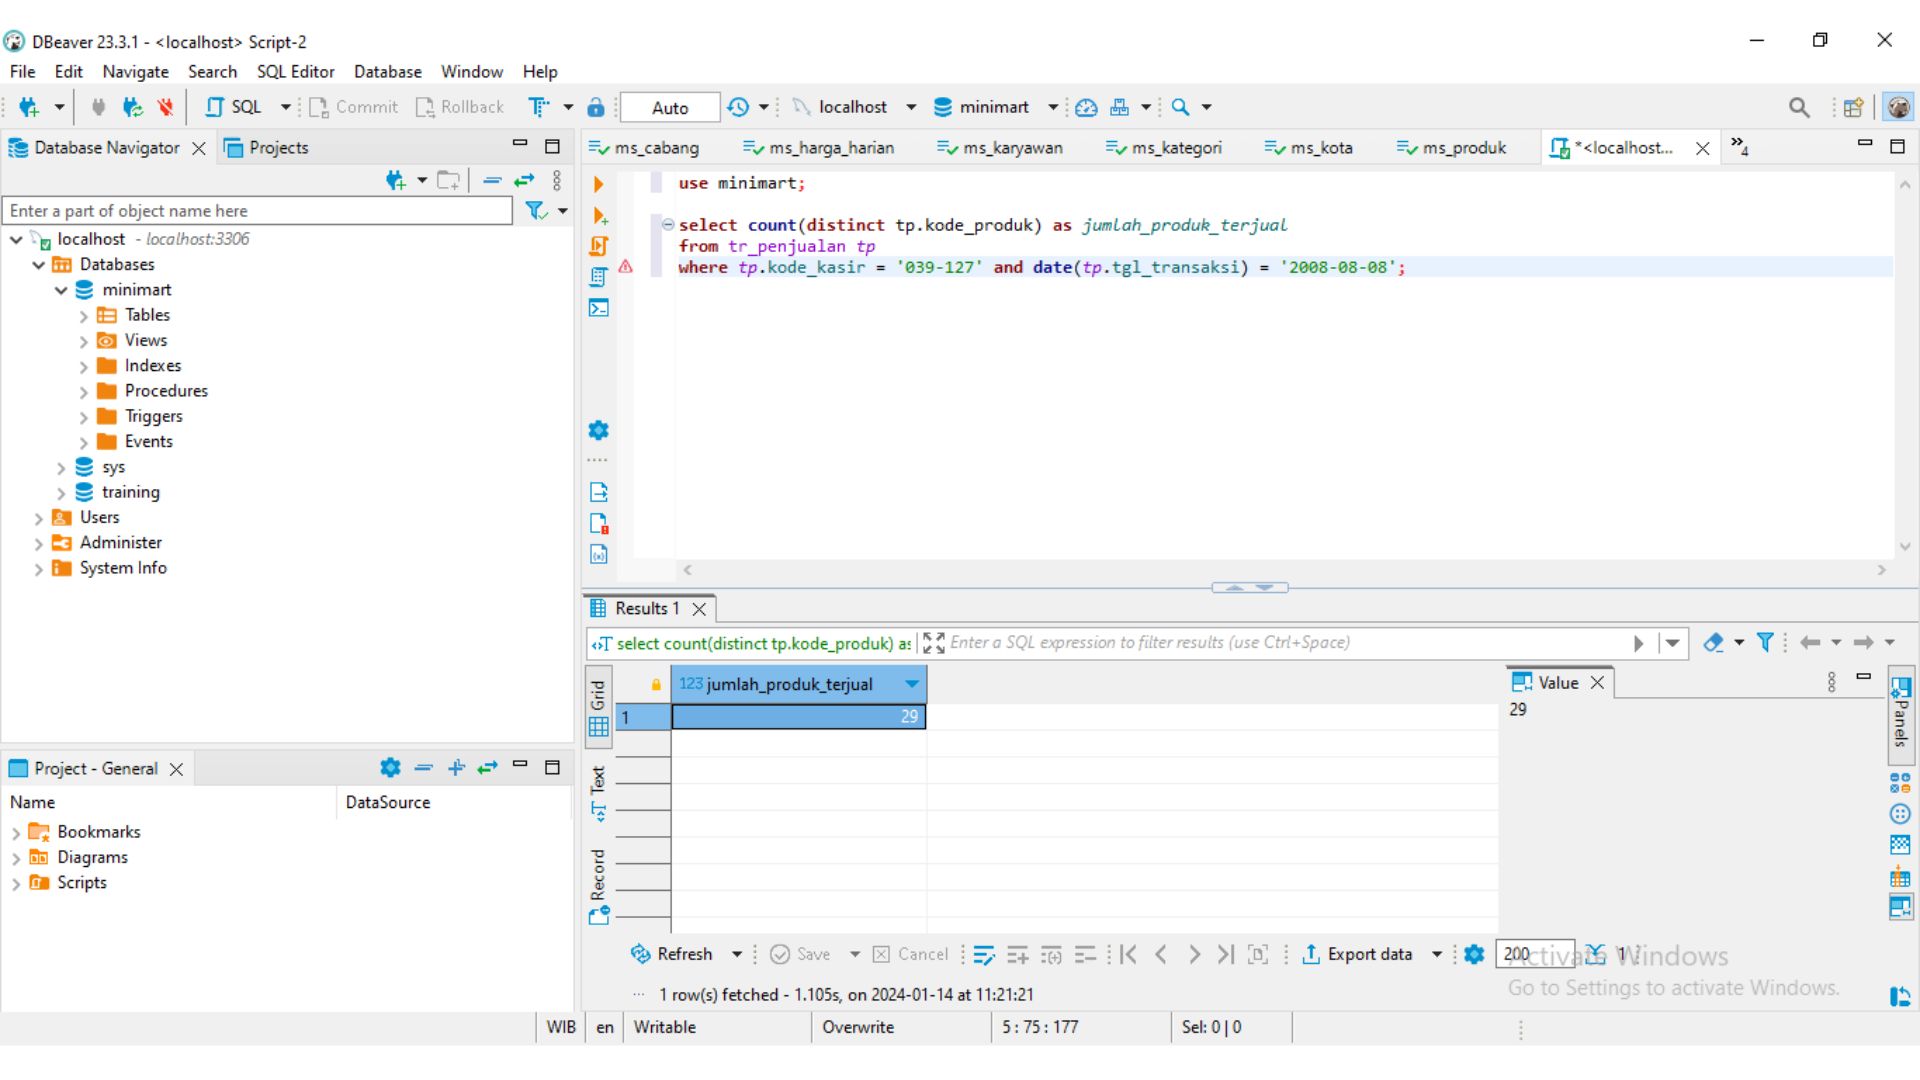 DBeaver 23.3.1 - <localhost> Script-2
File Edit Navigate Search SQL Editor Database Window Help
SQL Commit Rollback Auto localhost minimart
Database Navigator Projects
Enter a part of object name here
localhost - localhost:3306
Databases
minimart
Tables
Views
Indexes
Procedures
Triggers
Events
sys
training
Users
Administer
System Info
Project - General
Name DataSource
Bookmarks
Diagrams
Scripts
ms_cabang ms_harga_harian ms_karyawan ms_kategori ms_kota ms_produk *<localhost... »4
use minimart;
select count(distinct tp.kode_produk) as jumlah_produk_terjual
from tr_penjualan tp
where tp.kode_kasir = '039-127' and date(tp.tgl_transaksi) = '2008-08-08';
Results 1
select count(distinct tp.kode_produk) as Enter a SQL expression to filter results (use Ctrl+Space)
Grid
Text
Record
123 jumlah_produk_terjual
1 29
Value
29
Panels
Refresh Save Cancel Export data 200 1
Activate Windows
Go to Settings to activate Windows.
... 1 row(s) fetched - 1.105s, on 2024-01-14 at 11:21:21
WIB en Writable Overwrite 5 : 75 : 177 Sel: 0 | 0